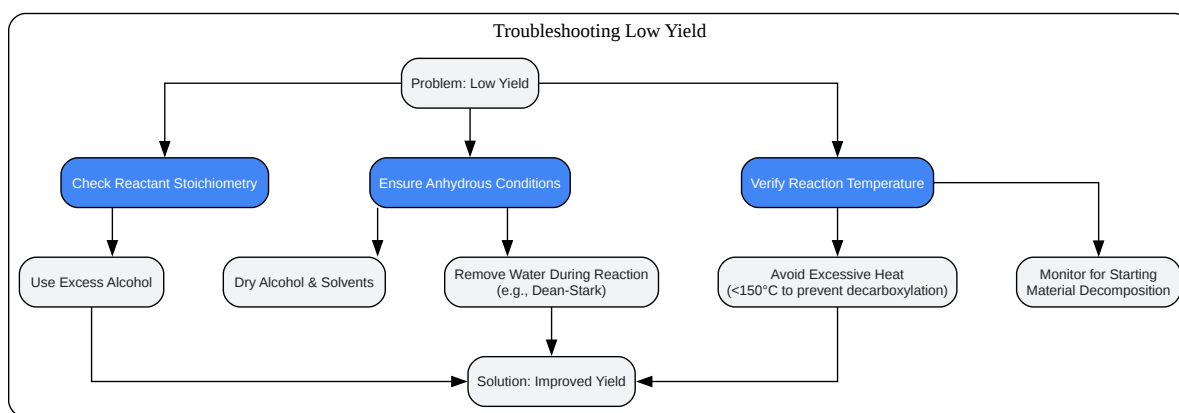 Troubleshooting Low Yield
Problem: Low Yield
Check Reactant Stoichiometry
Ensure Anhydrous Conditions
Verify Reaction Temperature
Use Excess Alcohol
Dry Alcohol & Solvents
Remove Water During Reaction
(e.g., Dean-Stark)
Avoid Excessive Heat
(<150°C to prevent decarboxylation)
Monitor for Starting
Material Decomposition
Solution: Improved Yield